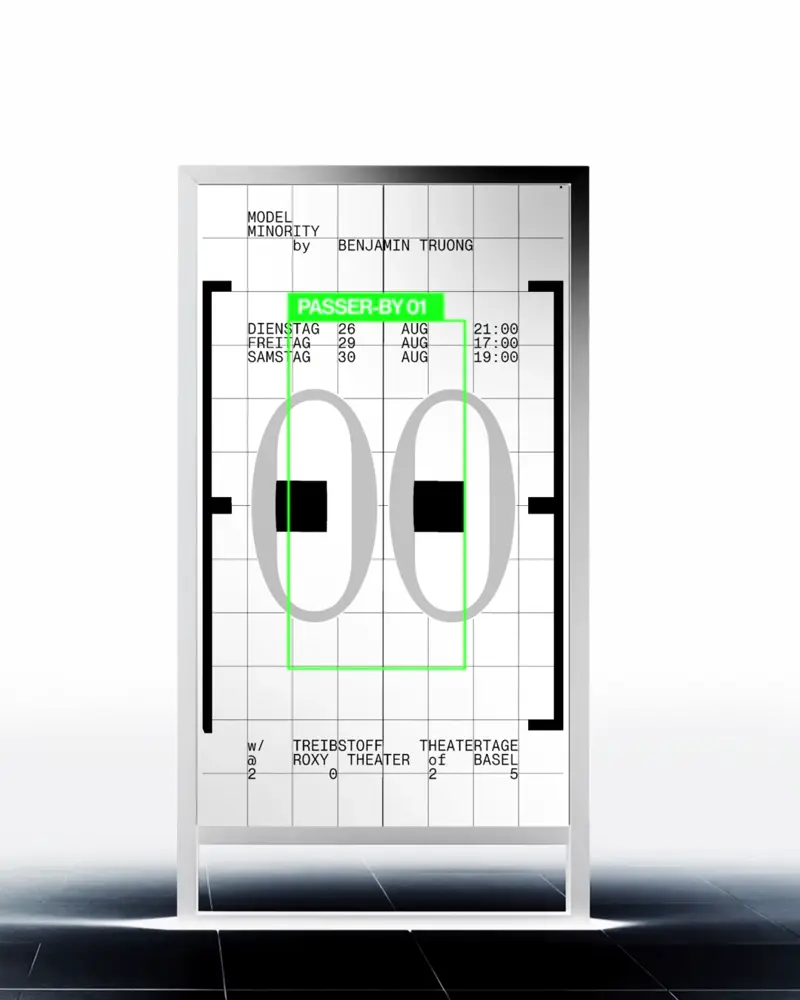 MODEL
MINORITY
by BENJAMIN TRUONG
PASSER-BY 01
DIENSTAG 26 AUG 21:00
FREITAG 29 AUG 17:00
SAMSTAG 30 AUG 19:00
00
w/ TREIBSTOFF THEATERTAGE
@ ROXY THEATER of BASEL
2 0 2 5